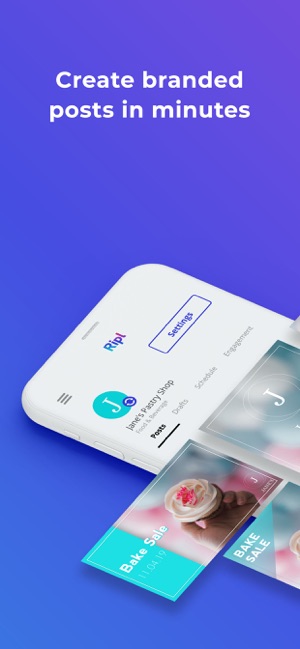 Create branded
posts in minutes
Ripl
Settings
J
Jane's Pastry Shop
Food & Beverage
Posts
Drafts
Schedule
Engagement
J
J
Bake Sale
11.04.19
BAKE
SALE